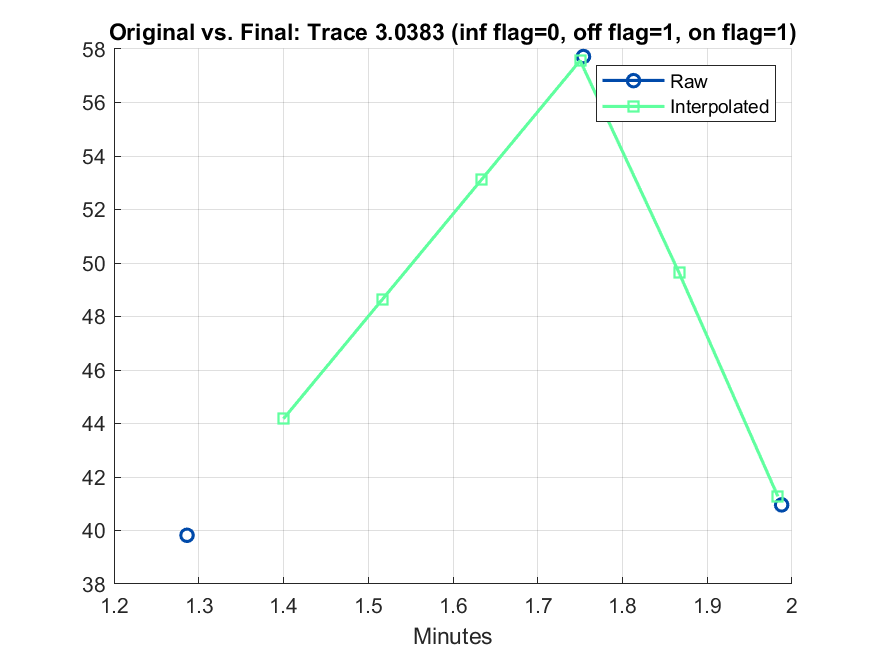 Original vs. Final: Trace 3.0383 (inf flag=0, off flag=1, on flag=1)
58
56
54
52
50
48
46
44
42
40
38
Raw
Interpolated
1.2 1.3 1.4 1.5 1.6 1.7 1.8 1.9 2
Minutes